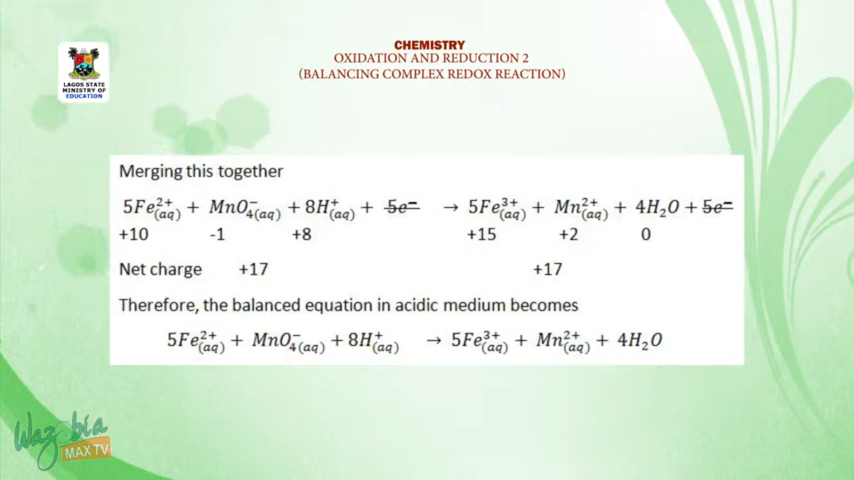 CHEMISTRY
OXIDATION AND REDUCTION 2
(BALANCING COMPLEX REDOX REACTION)
LAGOS STATE
MINISTRY OF
EDUCATION
Merging this together
5Fe²⁺(aq) + MnO₄⁻(aq) + 8H⁺(aq) + 5e⁻ → 5Fe³⁺(aq) + Mn²⁺(aq) + 4H₂O + 5e⁻
+10 -1 +8 +15 +2 0
Net charge +17 +17
Therefore, the balanced equation in acidic medium becomes
5Fe²⁺(aq) + MnO₄⁻(aq) + 8H⁺(aq) → 5Fe³⁺(aq) + Mn²⁺(aq) + 4H₂O
Wazobia
MAX TV